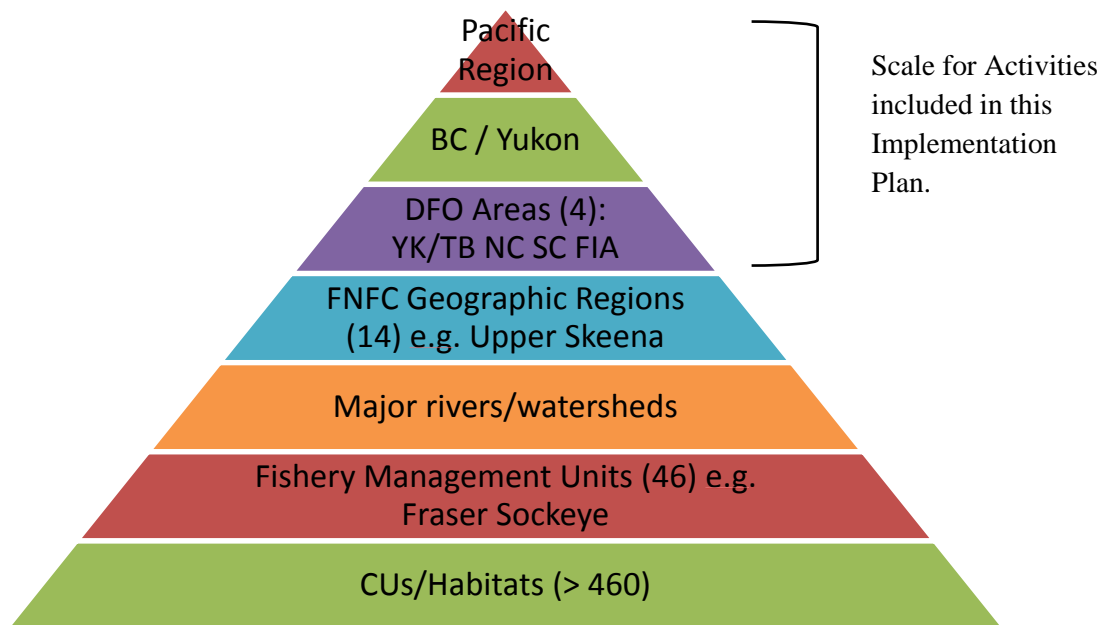 Pacific
Region
BC / Yukon
DFO Areas (4):
YK/TB NC SC FIA
FNFC Geographic Regions
(14) e.g. Upper Skeena
Major rivers/watersheds
Fishery Management Units (46) e.g.
Fraser Sockeye
CUs/Habitats (> 460)
Scale for Activities
included in this
Implementation
Plan.